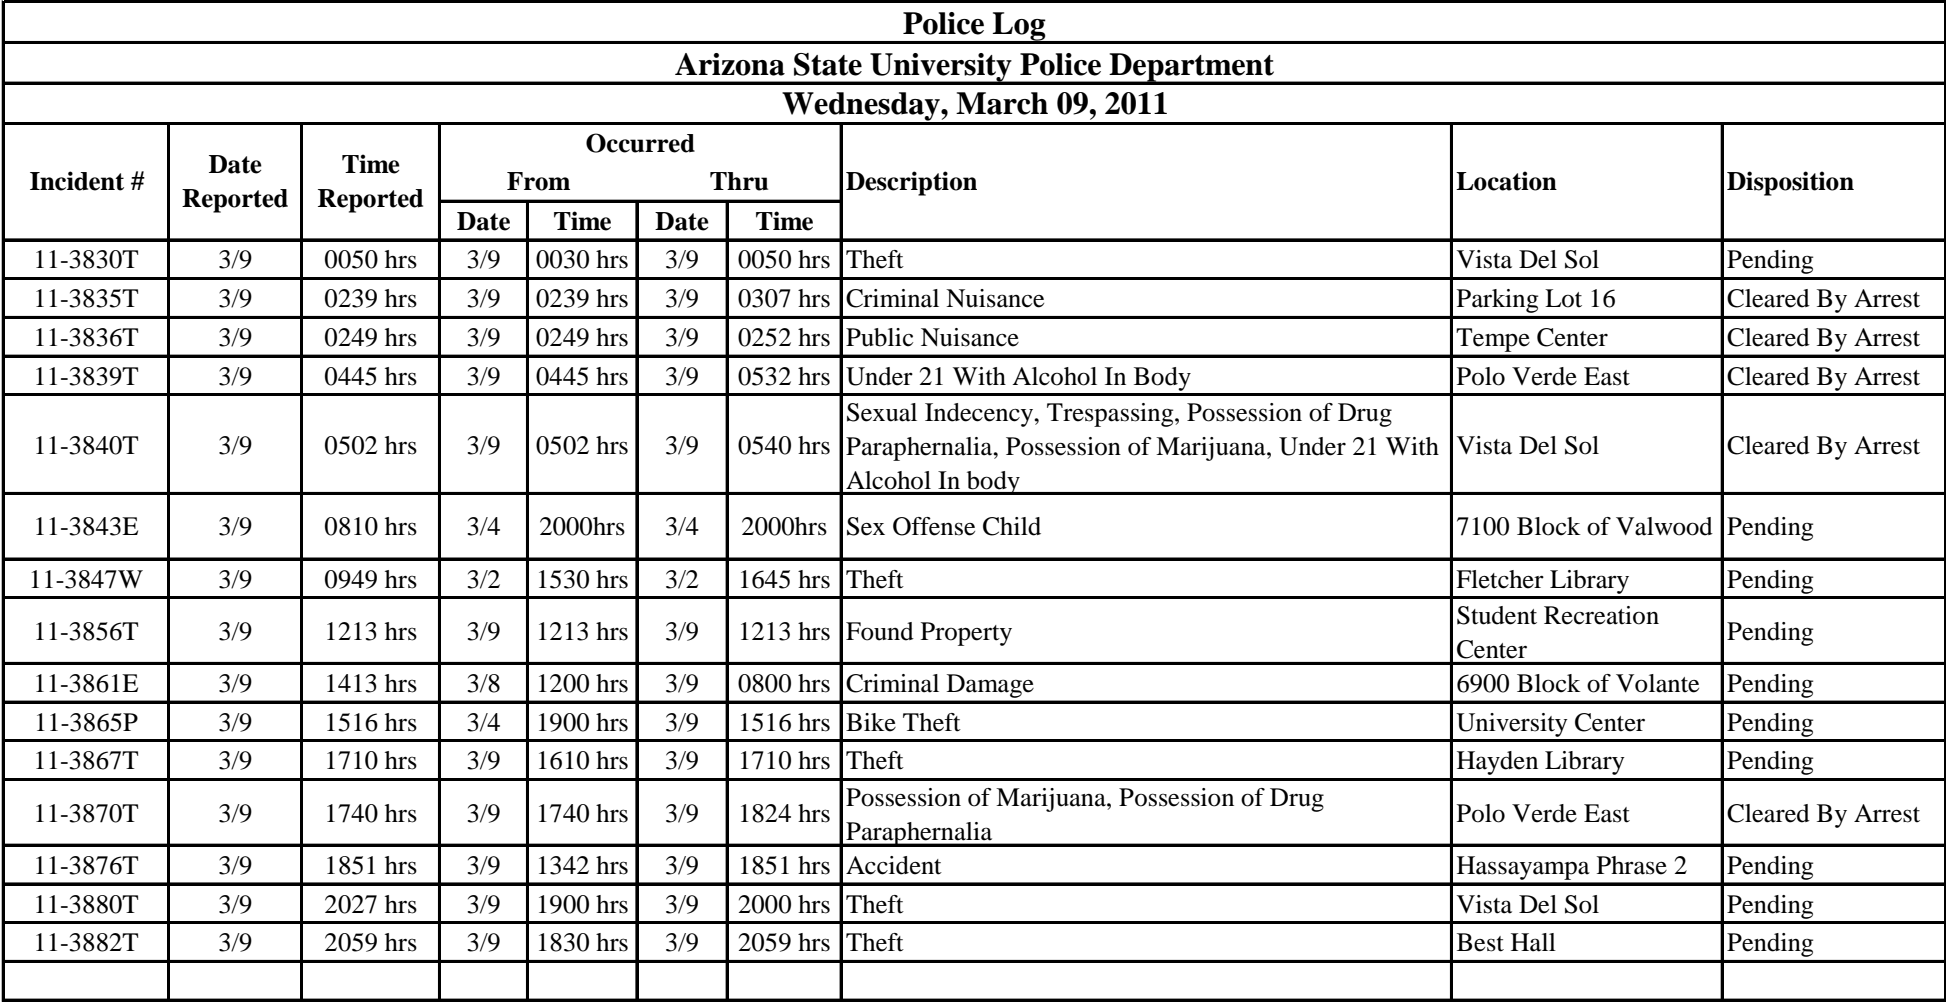 Police Log
Arizona State University Police Department
Wednesday, March 09, 2011
Incident # Date Reported Time Reported Occurred Description Location Disposition
From Thru
Date Time Date Time
11-3830T 3/9 0050 hrs 3/9 0030 hrs 3/9 0050 hrs Theft Vista Del Sol Pending
11-3835T 3/9 0239 hrs 3/9 0239 hrs 3/9 0307 hrs Criminal Nuisance Parking Lot 16 Cleared By Arrest
11-3836T 3/9 0249 hrs 3/9 0249 hrs 3/9 0252 hrs Public Nuisance Tempe Center Cleared By Arrest
11-3839T 3/9 0445 hrs 3/9 0445 hrs 3/9 0532 hrs Under 21 With Alcohol In Body Polo Verde East Cleared By Arrest
11-3840T 3/9 0502 hrs 3/9 0502 hrs 3/9 0540 hrs Sexual Indecency, Trespassing, Possession of Drug
Paraphernalia, Possession of Marijuana, Under 21 With
Alcohol In body Vista Del Sol Cleared By Arrest
11-3843E 3/9 0810 hrs 3/4 2000hrs 3/4 2000hrs Sex Offense Child 7100 Block of Valwood Pending
11-3847W 3/9 0949 hrs 3/2 1530 hrs 3/2 1645 hrs Theft Fletcher Library Pending
11-3856T 3/9 1213 hrs 3/9 1213 hrs 3/9 1213 hrs Found Property Student Recreation
Center Pending
11-3861E 3/9 1413 hrs 3/8 1200 hrs 3/9 0800 hrs Criminal Damage 6900 Block of Volante Pending
11-3865P 3/9 1516 hrs 3/4 1900 hrs 3/9 1516 hrs Bike Theft University Center Pending
11-3867T 3/9 1710 hrs 3/9 1610 hrs 3/9 1710 hrs Theft Hayden Library Pending
11-3870T 3/9 1740 hrs 3/9 1740 hrs 3/9 1824 hrs Possession of Marijuana, Possession of Drug
Paraphernalia Polo Verde East Cleared By Arrest
11-3876T 3/9 1851 hrs 3/9 1342 hrs 3/9 1851 hrs Accident Hassayampa Phrase 2 Pending
11-3880T 3/9 2027 hrs 3/9 1900 hrs 3/9 2000 hrs Theft Vista Del Sol Pending
11-3882T 3/9 2059 hrs 3/9 1830 hrs 3/9 2059 hrs Theft Best Hall Pending